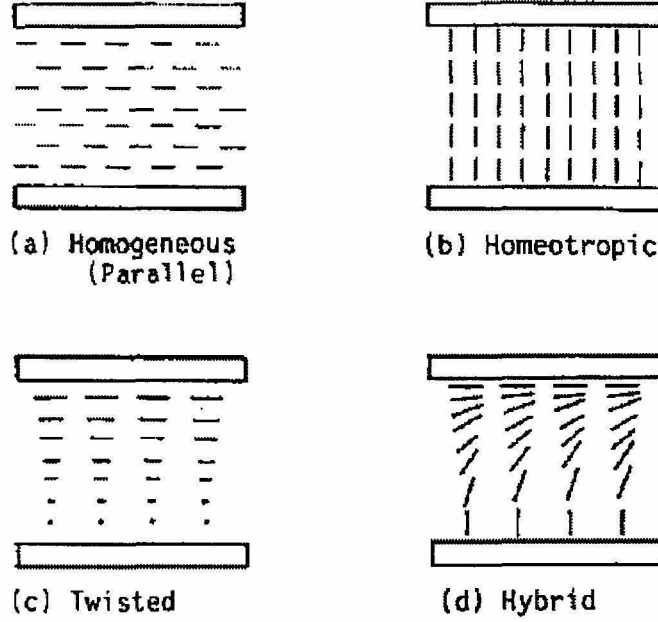 (a) Homogeneous
(Parallel)
(b) Homeotropic
(c) Twisted
(d) Hybrid